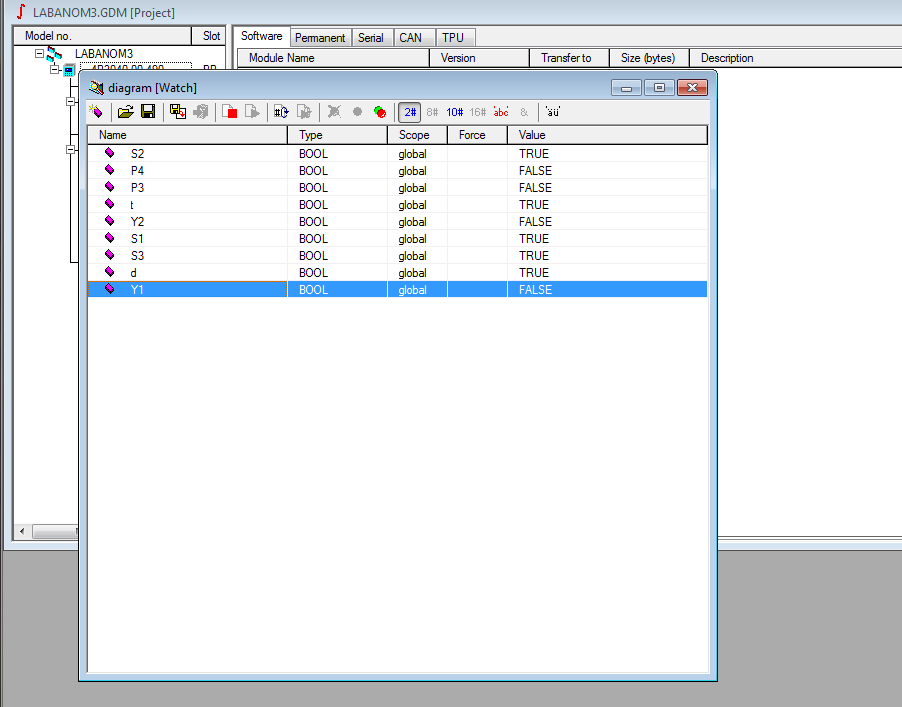 LABANOM3.GDM [Project]
Model no. Slot Software Permanent Serial CAN TPU
LABANOM3 Module Name Version Transfer to Size (bytes) Description
diagram [Watch]
2# 8# 10# 16# abc & äü
Name Type Scope Force Value
S2 BOOL global TRUE
P4 BOOL global FALSE
P3 BOOL global FALSE
t BOOL global TRUE
Y2 BOOL global FALSE
S1 BOOL global TRUE
S3 BOOL global TRUE
d BOOL global TRUE
Y1 BOOL global FALSE